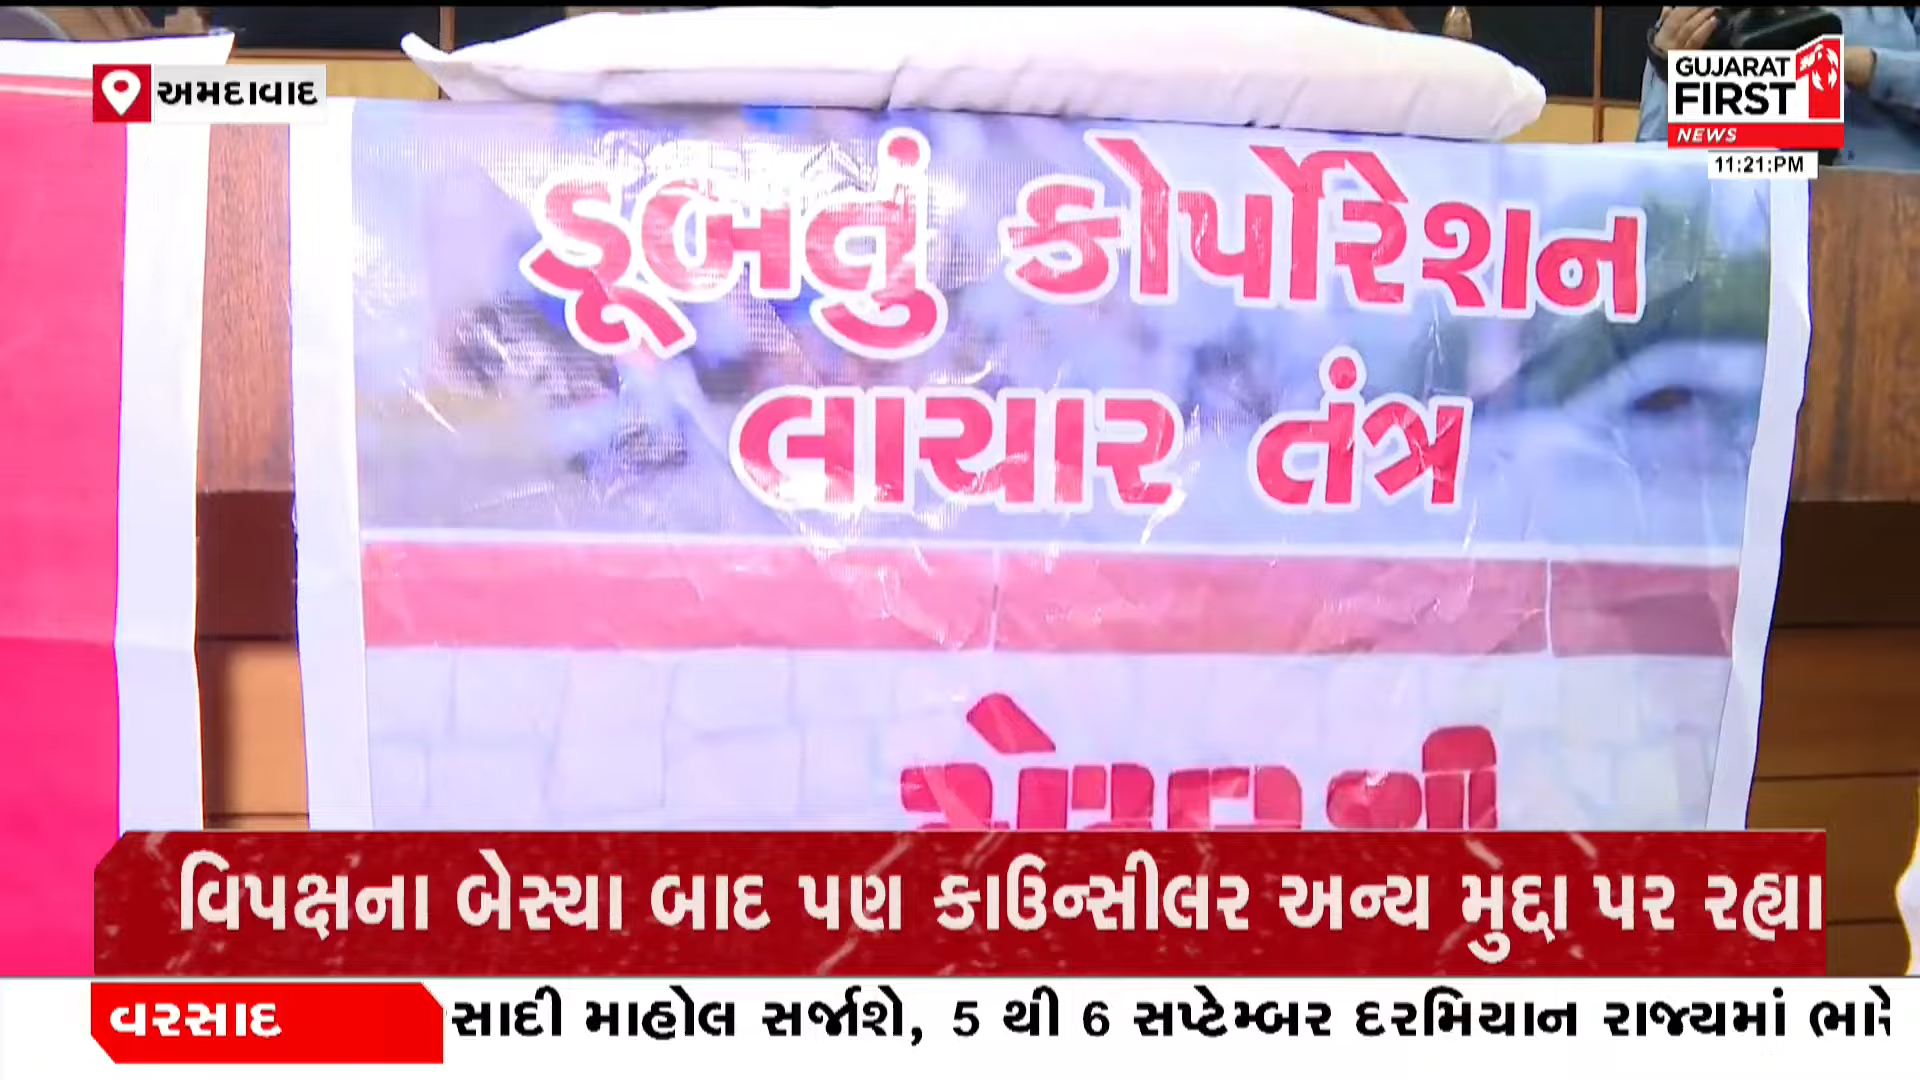 અમદાવાદ
GUJARAT
FIRST
NEWS
11:21:PM
ડૂબતું કોર્પોરેશન
લાચાર તંત્ર
વિપક્ષના બેસ્યા બાદ પણ કાઉન્સીલર અન્ય મુદ્દા પર રહ્યા
વરસાદ
સાદી માહોલ સર્જાશે, 5 થી 6 સપ્ટેમ્બર દરમિયાન રાજ્યમાં ભારે